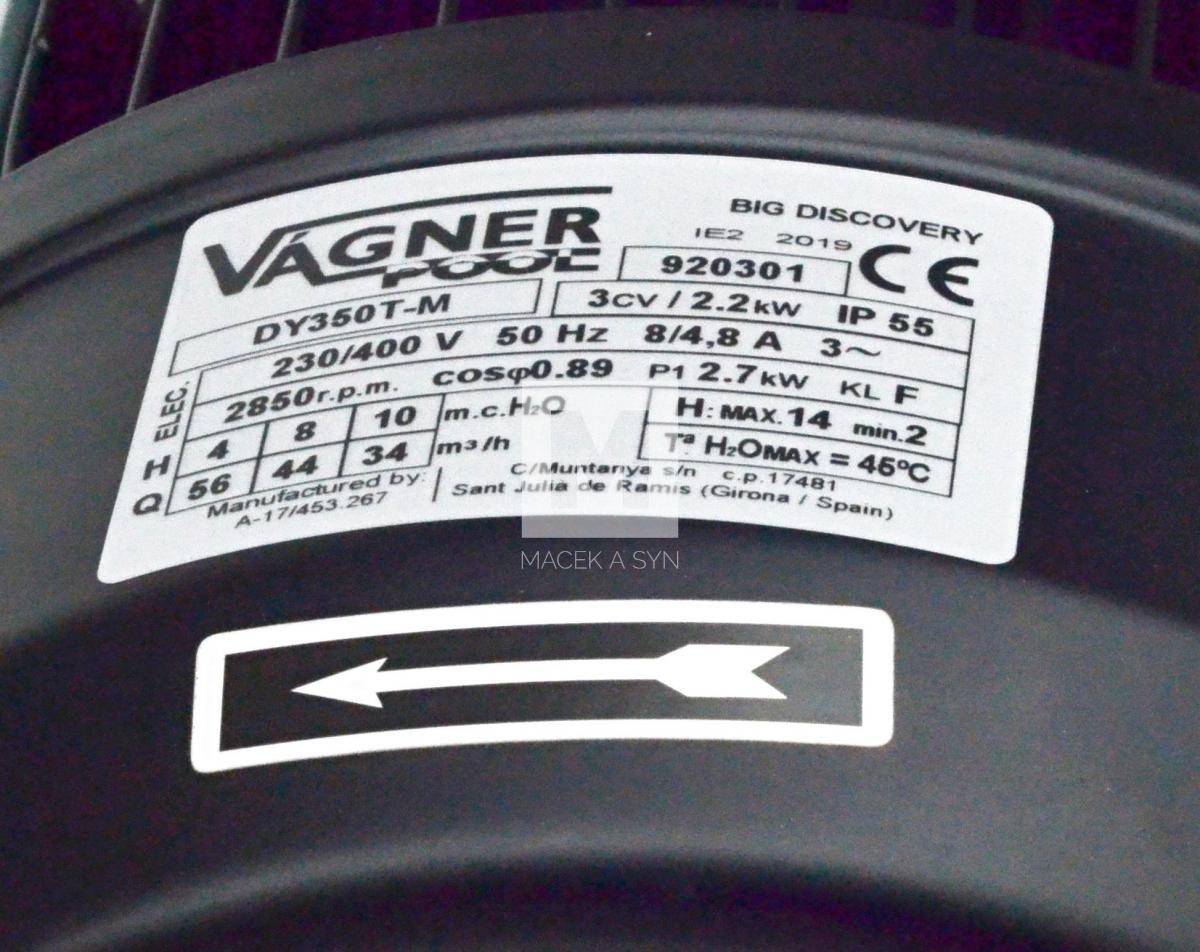 VÁGNER
POOL
BIG DISCOVERY
IE2 2019
920301
CE
DY350T-M
3CV / 2.2kW IP 55
230/400 V 50 Hz 8/4,8 A 3~
2850r.p.m. cosφ0.89 P1 2.7kW KL F
ELEC.
H 4 8 10 m.c.H₂O
H: MAX.14 min.2
Q 56 44 34 m³/h
Tª H₂OMAX = 45ºC
Manufactured by:
A-17/453.267
C/Muntanya s/n c.p.17481
Sant Julia de Ramis (Girona / Spain)
M
MACEK A SYN